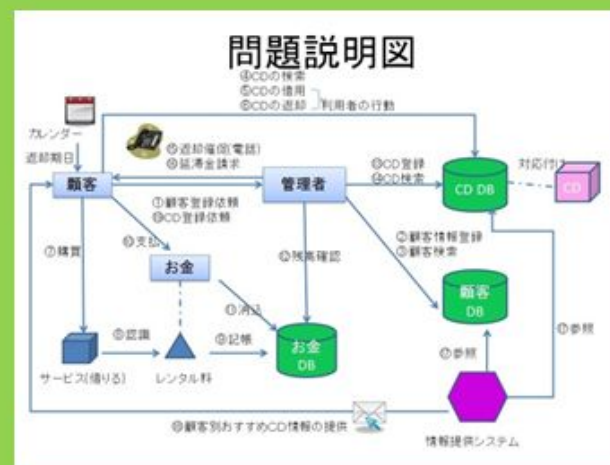 問題説明図
④CDの検索
⑤CDの借用
⑥CDの返却
利用者の行動
カレンダー
返却期日
⑮返却催促(電話)
⑯延滞金請求
顧客
管理者
①顧客登録依頼
CD登録依頼
CD登録
CD検索
CD DB
対応付け
CD
⑦購買
支払
お金
⑫残高確認
②顧客情報登録
③顧客検索
顧客
DB
⑪消込
⑧認識
⑨記帳
お金
DB
サービス(借りる)
レンタル料
⑰参照
⑰参照
顧客別おすすめCD情報の提供
情報提供システム